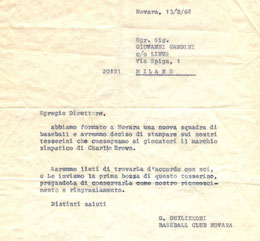 Novara, 13/2/68
Egr. Sig.
GIOVANNI GANDINI
c/o LINUS
Via Spiga, 1
20121 MILANO
Egregio Direttore,
abbiamo formato a Novara una nuova squadra di
baseball e avremmo deciso di stampare sui nostri
tesserini che consegnamo ai giocatori il marchio
simpatico di Charlie Brown.
Saremmo lieti di trovarLa d'accordo con noi,
e Le inviamo la prima bozza di questo tesserino,
pregandoLa di conservarla come nostro riconosci-
mento e ringraziamento.
Distinti saluti
G. GUILIZZONI
BASEBALL CLUB NOVARA